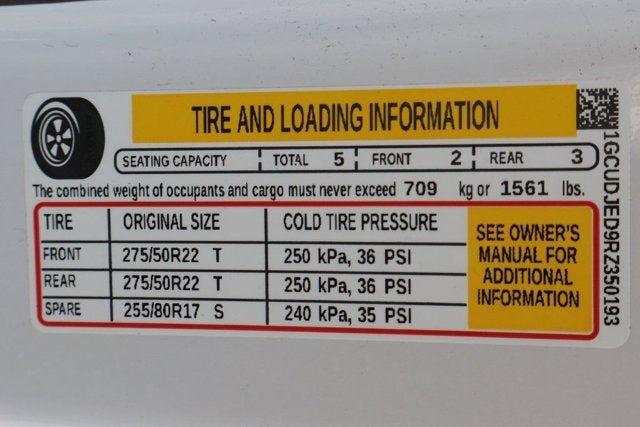 TIRE AND LOADING INFORMATION
SEATING CAPACITY TOTAL 5 FRONT 2 REAR 3
The combined weight of occupants and cargo must never exceed 709 kg or 1561 lbs.
TIRE ORIGINAL SIZE COLD TIRE PRESSURE
FRONT 275/50R22 T 250 kPa, 36 PSI
REAR 275/50R22 T 250 kPa, 36 PSI
SPARE 255/80R17 S 240 kPa, 35 PSI
SEE OWNER'S
MANUAL FOR
ADDITIONAL
INFORMATION
1GCUDJED9RZ350193